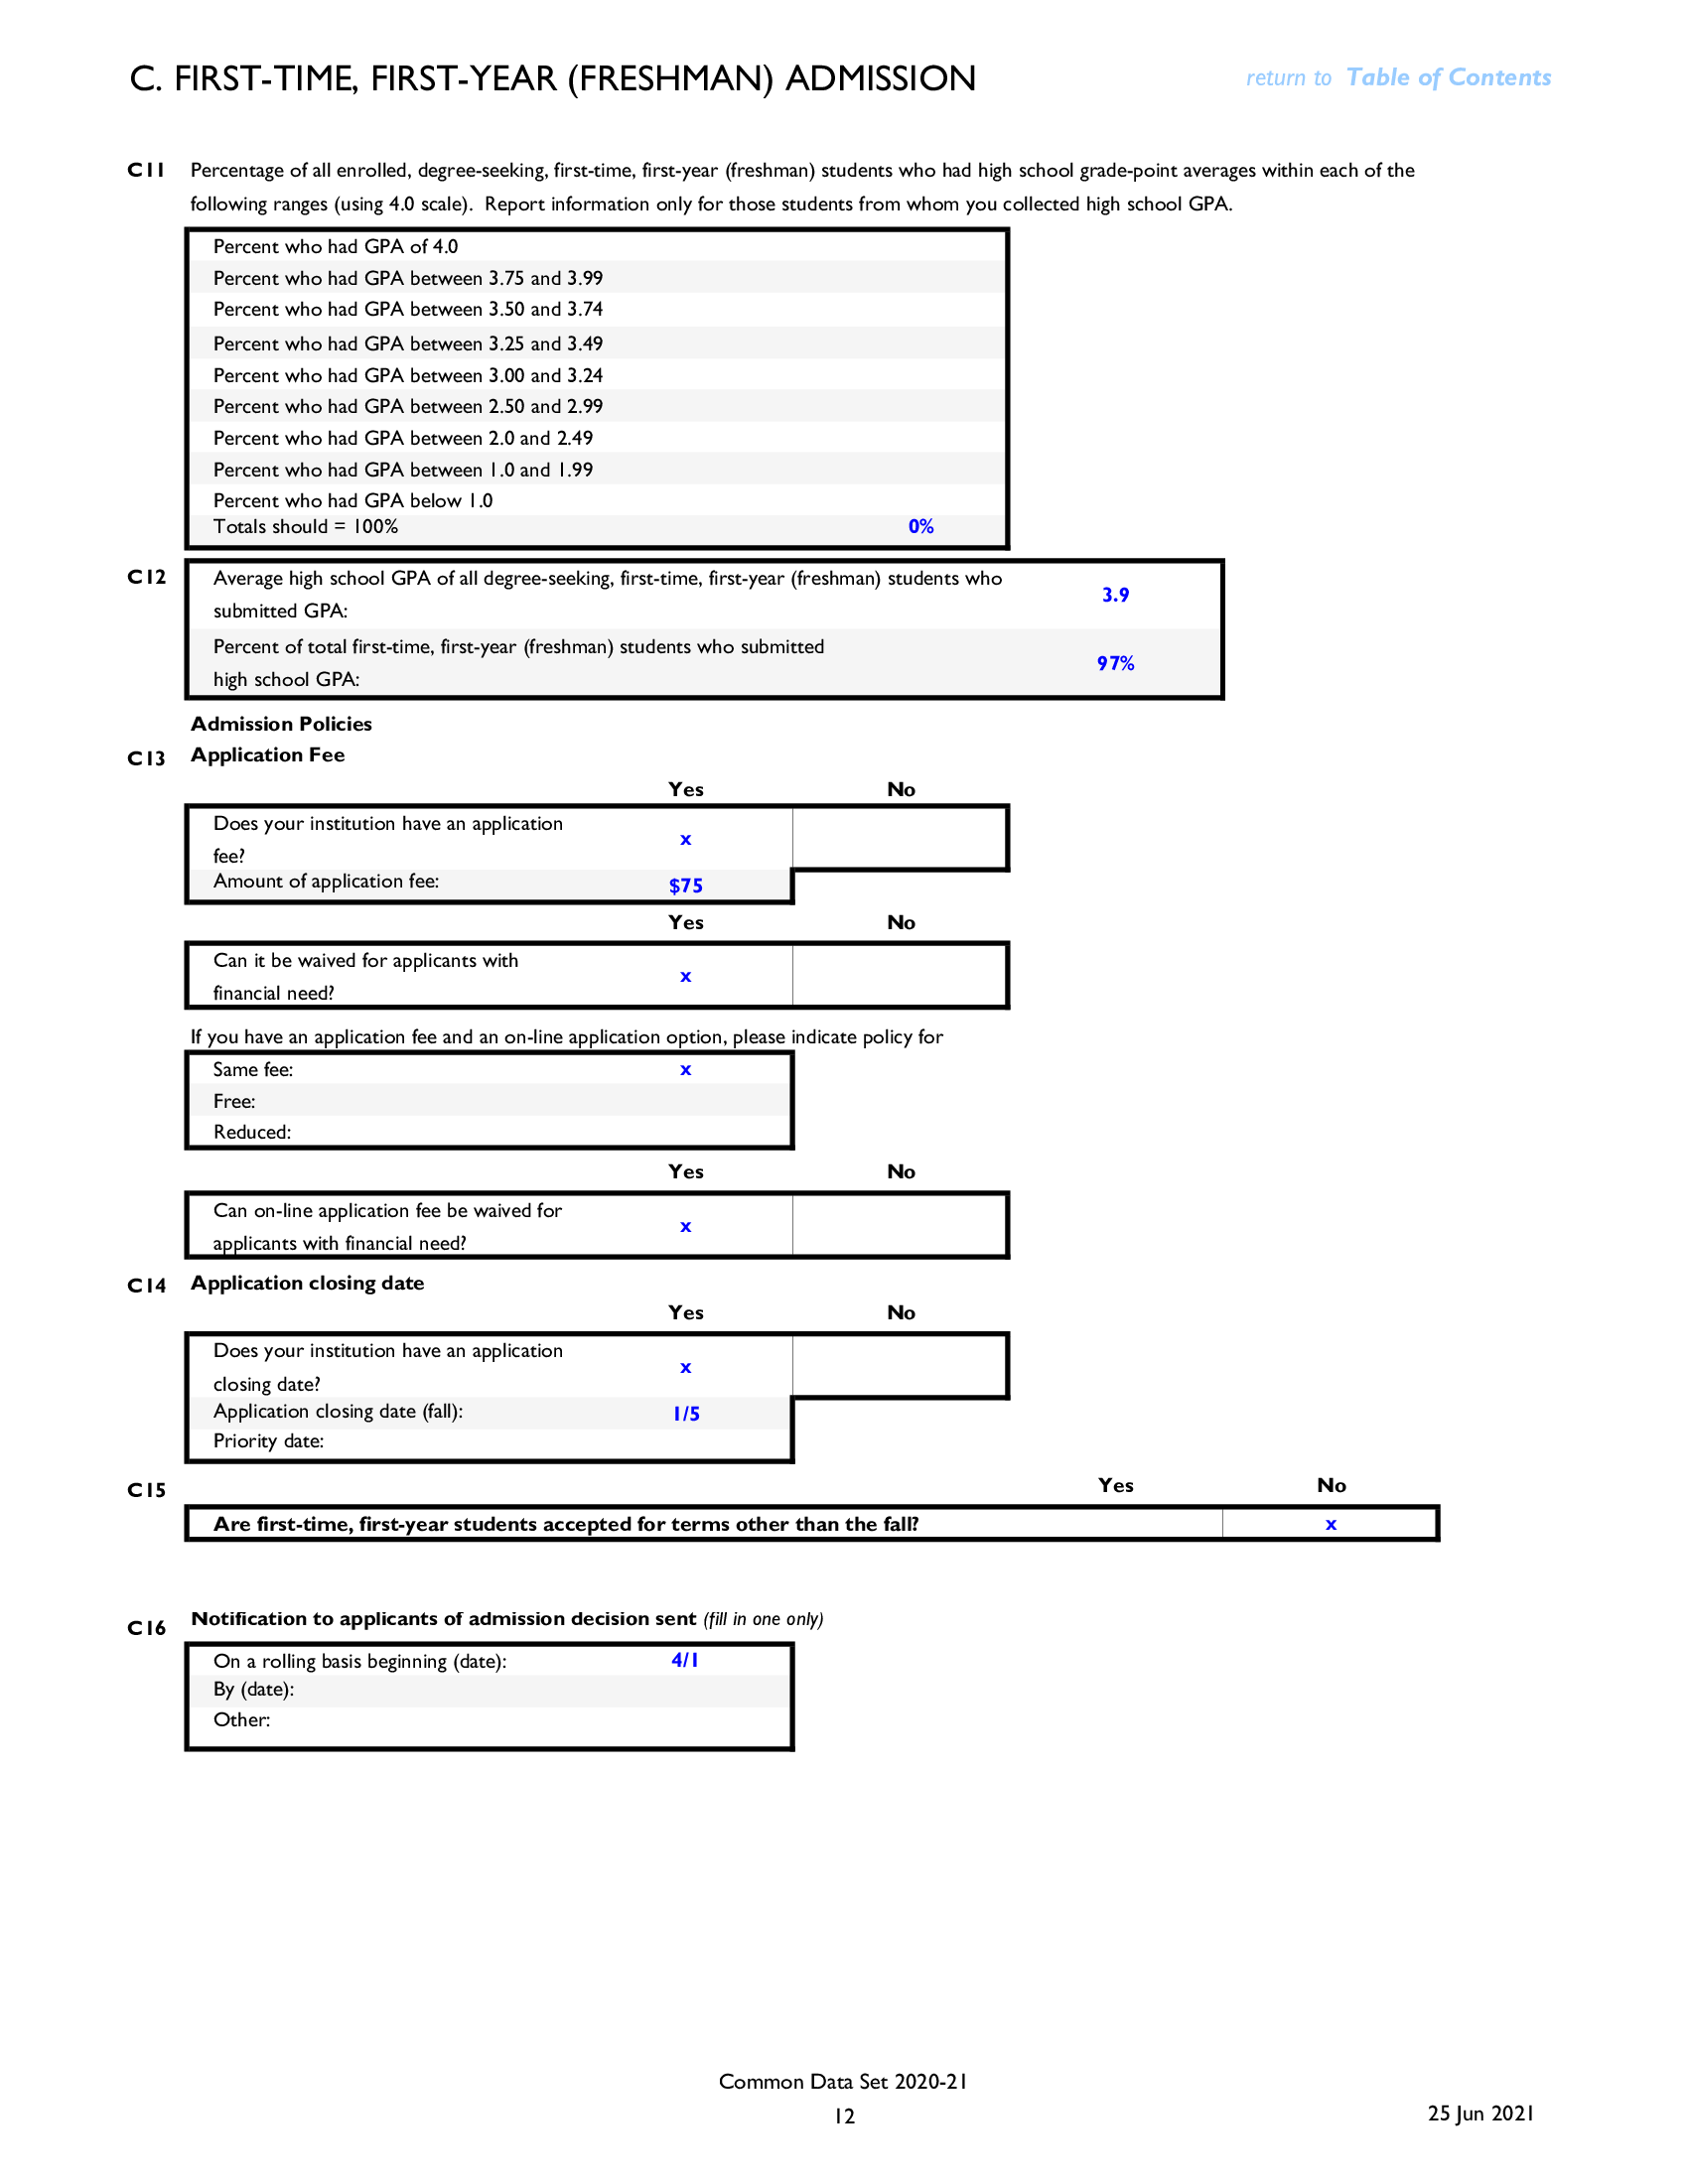 C. FIRST-TIME, FIRST-YEAR (FRESHMAN) ADMISSION
return to Table of Contents
C11 Percentage of all enrolled, degree-seeking, first-time, first-year (freshman) students who had high school grade-point averages within each of the
following ranges (using 4.0 scale). Report information only for those students from whom you collected high school GPA.
Percent who had GPA of 4.0
Percent who had GPA between 3.75 and 3.99
Percent who had GPA between 3.50 and 3.74
Percent who had GPA between 3.25 and 3.49
Percent who had GPA between 3.00 and 3.24
Percent who had GPA between 2.50 and 2.99
Percent who had GPA between 2.0 and 2.49
Percent who had GPA between 1.0 and 1.99
Percent who had GPA below 1.0
Totals should = 100% 0%
C12 Average high school GPA of all degree-seeking, first-time, first-year (freshman) students who
submitted GPA: 3.9
Percent of total first-time, first-year (freshman) students who submitted
high school GPA: 97%
Admission Policies
C13 Application Fee
Yes No
Does your institution have an application
fee? x
Amount of application fee: $75
Yes No
Can it be waived for applicants with
financial need? x
If you have an application fee and an on-line application option, please indicate policy for
Same fee: x
Free:
Reduced:
Yes No
Can on-line application fee be waived for
applicants with financial need? x
C14 Application closing date
Yes No
Does your institution have an application
closing date? x
Application closing date (fall): 1/5
Priority date:
C15 Yes No
Are first-time, first-year students accepted for terms other than the fall? x
C16 Notification to applicants of admission decision sent (fill in one only)
On a rolling basis beginning (date): 4/1
By (date):
Other:
Common Data Set 2020-21
12
25 Jun 2021